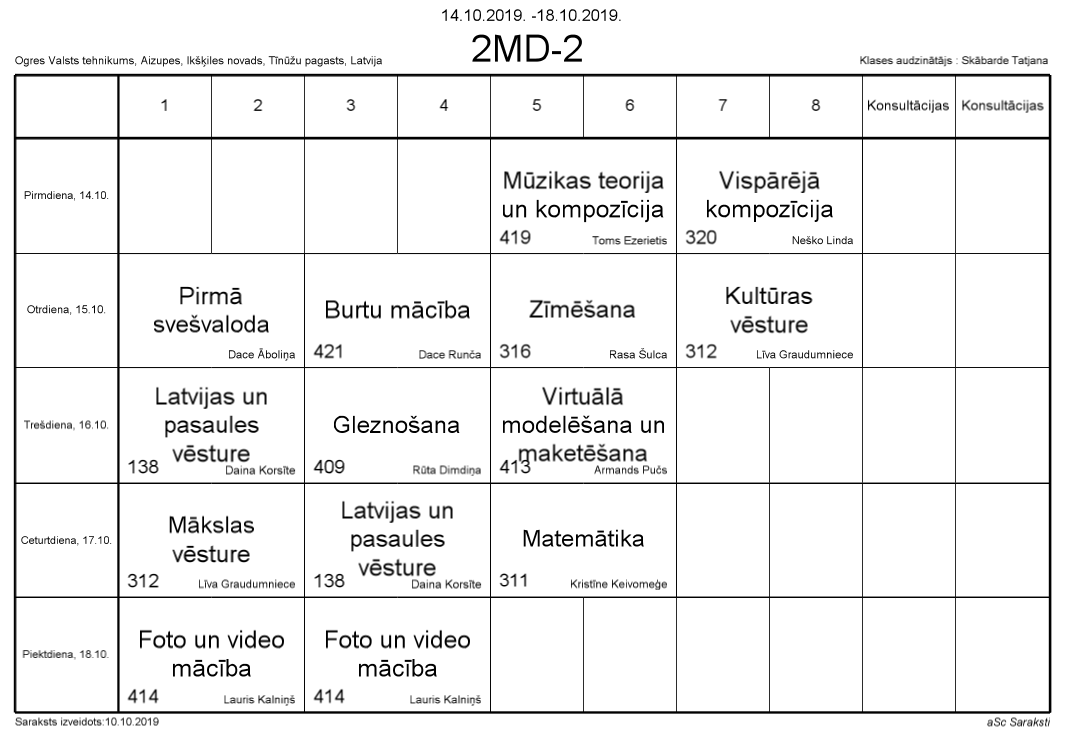 14.10.2019. -18.10.2019.
2MD-2
Ogres Valsts tehnikums, Aizupes, Ikšķiles novads, Tīnūžu pagasts, Latvija
Klases audzinātājs : Skābarde Tatjana
1 2 3 4 5 6 7 8 Konsultācijas Konsultācijas
Pirmdiena, 14.10.
Mūzikas teorija
un kompozīcija
419 Toms Ezerietis
Vispārējā
kompozīcija
320 Neško Linda
Otrdiena, 15.10.
Pirmā
svešvaloda
Dace Āboliņa
Burtu mācība
421 Dace Runča
Zīmēšana
316 Rasa Šulca
Kultūras
vēsture
312 Līva Graudumniece
Trešdiena, 16.10.
Latvijas un
pasaules
vēsture
138 Daina Korsīte
Gleznošana
409 Rūta Dimdiņa
Virtuālā
modelēšana un
maketēšana
413 Armands Pučs
Ceturtdiena, 17.10.
Mākslas
vēsture
312 Līva Graudumniece
Latvijas un
pasaules
vēsture
138 Daina Korsīte
Matemātika
311 Kristīne Keivomeģe
Piektdiena, 18.10.
Foto un video
mācība
414 Lauris Kalniņš
Foto un video
mācība
414 Lauris Kalniņš
Saraksts izveidots:10.10.2019
aSc Saraksti